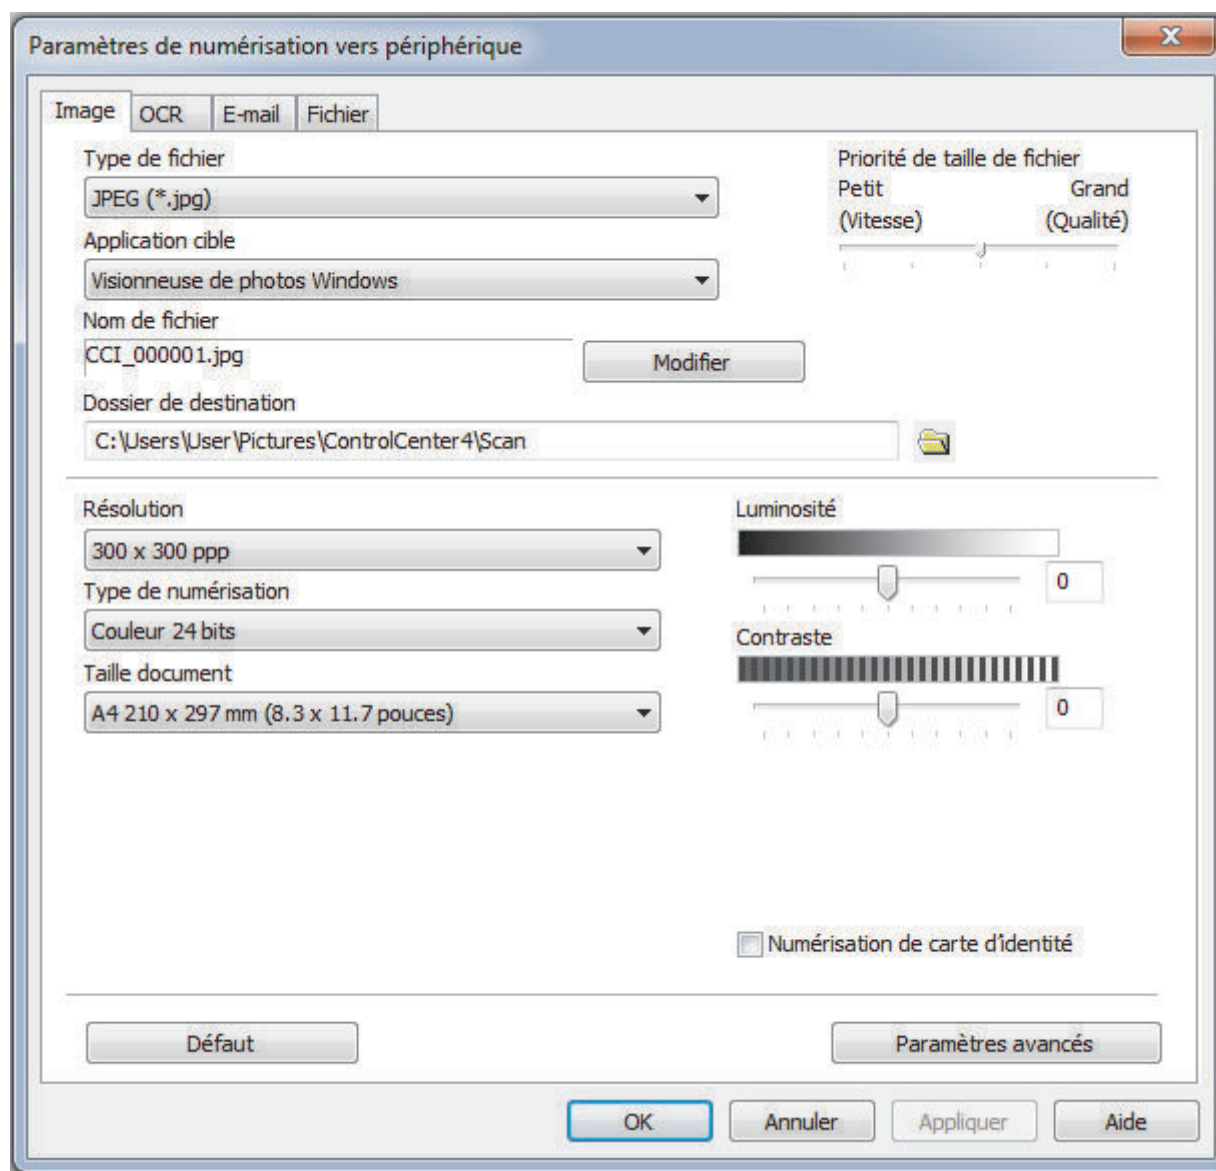 Paramètres de numérisation vers périphérique
Image OCR E-mail Fichier
Type de fichier
JPEG (*.jpg)
Application cible
Visionneuse de photos Windows
Nom de fichier
CCI_000001.jpg
Modifier
Dossier de destination
C:\Users\User\Pictures\ControlCenter4\Scan
Priorité de taille de fichier
Petit Grand
(Vitesse) (Qualité)
Résolution
300 x 300 ppp
Type de numérisation
Couleur 24 bits
Taille document
A4 210 x 297 mm (8.3 x 11.7 pouces)
Luminosité
0
Contraste
0
Numérisation de carte d'identité
Défaut Paramètres avancés
OK Annuler Appliquer Aide